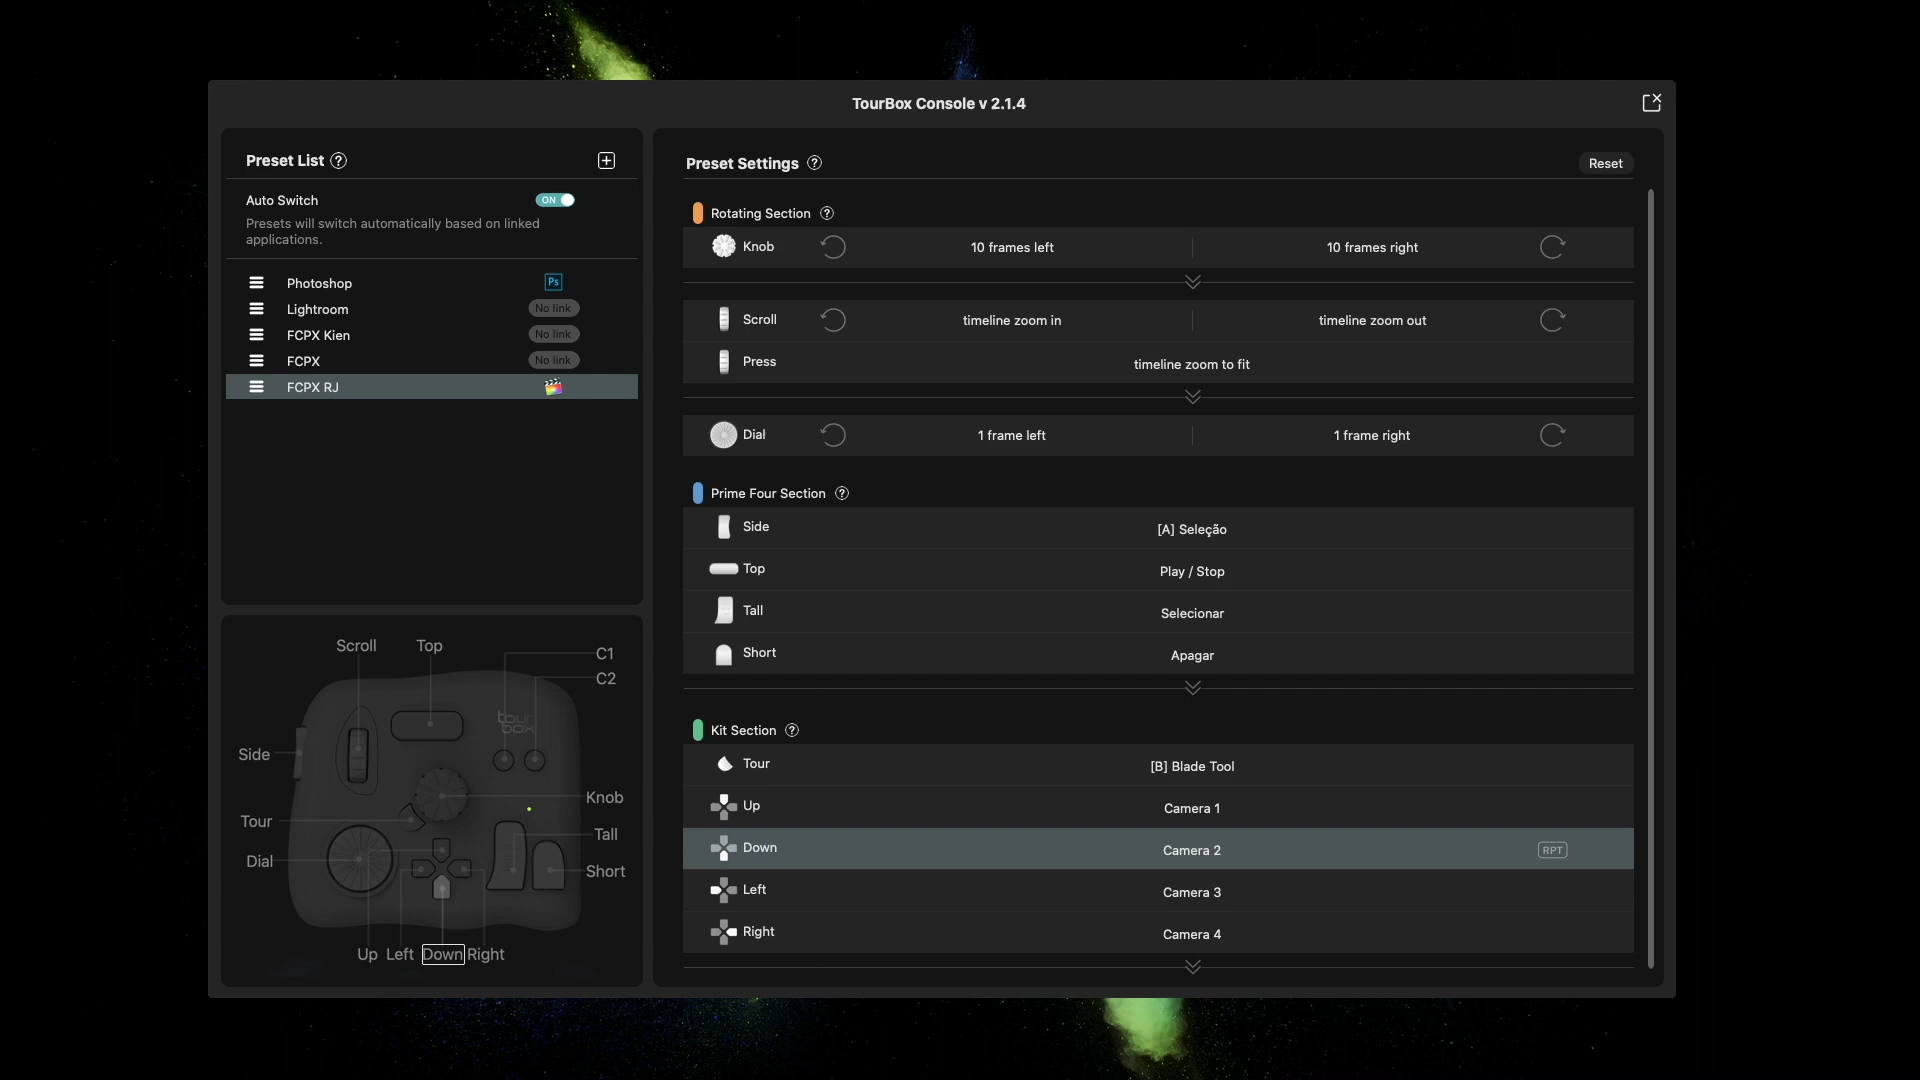 TourBox Console v 2.1.4
Preset List ?
Auto Switch
ON
Presets will switch automatically based on linked
applications.
Photoshop Ps
Lightroom No link
FCPX Kien No link
FCPX No link
FCPX RJ
Scroll Top
C1
C2
tour
box
Side
Knob
Tour
Tall
Dial
Short
Up Left Down Right
Preset Settings ?
Reset
Rotating Section ?
Knob 10 frames left 10 frames right
Scroll timeline zoom in timeline zoom out
Press timeline zoom to fit
Dial 1 frame left 1 frame right
Prime Four Section ?
Side [A] Seleção
Top Play / Stop
Tall Selecionar
Short Apagar
Kit Section ?
Tour [B] Blade Tool
Up Camera 1
Down Camera 2 RPT
Left Camera 3
Right Camera 4